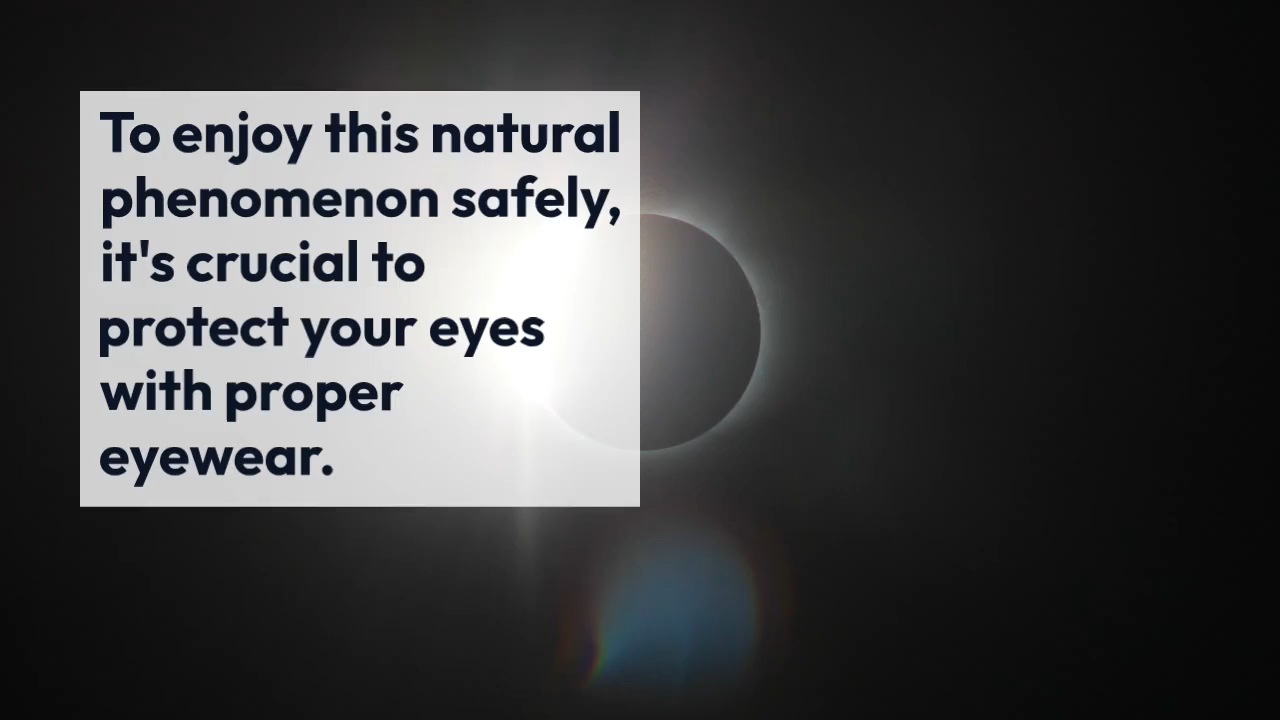 To enjoy this natural
phenomenon safely,
it's crucial to
protect your eyes
with proper
eyewear.